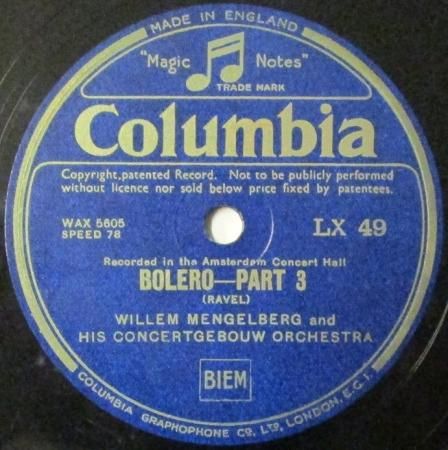 MADE IN ENGLAND
"Magic Notes"
TRADE MARK
Columbia
Copyright, patented Record. Not to be publicly performed
without licence nor sold below price fixed by patentees.
WAX 5605
SPEED 78
LX 49
Recorded in the Amsterdam Concert Hall
BOLERO—PART 3
(RAVEL)
WILLEM MENGELBERG and
HIS CONCERTGEBOUW ORCHESTRA
BIEM
COLUMBIA GRAPHOPHONE CO. LTD. LONDON, E.C.1.